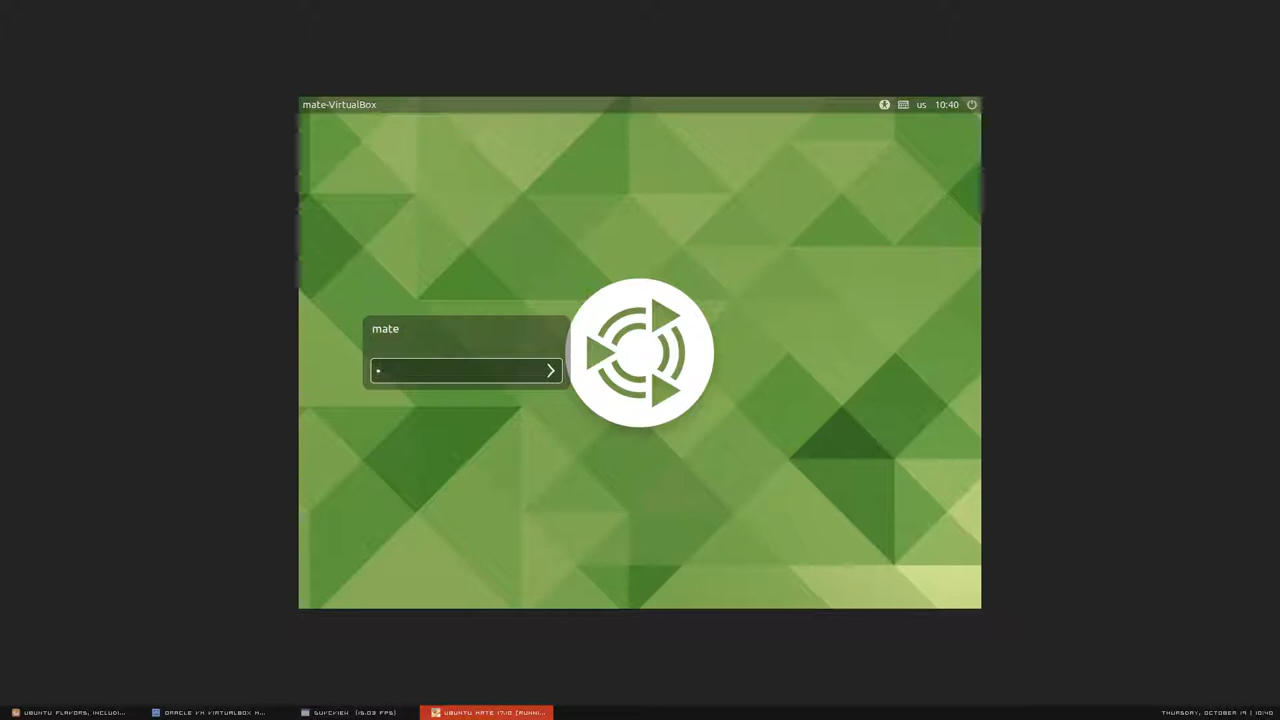 mate-VirtualBox us 10:40
mate
UBUNTU FLAVORS, INCLUDI... ORACLE VM VIRTUALBOX M... GUVCVIEW (15.03 FPS) UBUNTU MATE 17.10 [RUNNI... THURSDAY, OCTOBER 19 | 10:40